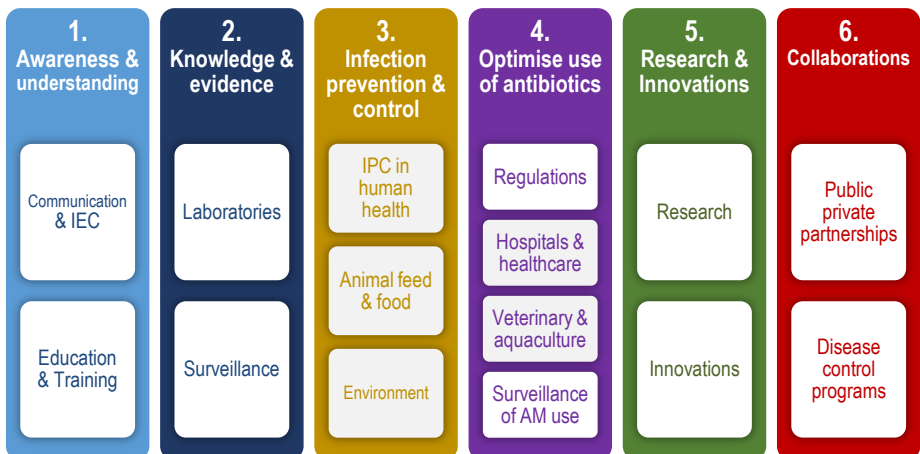 1.
Awareness &
understanding
Communication
& IEC
Education
& Training
2.
Knowledge &
evidence
Laboratories
Surveillance
3.
Infection
prevention &
control
IPC in
human
health
Animal feed
& food
Environment
4.
Optimise use
of antibiotics
Regulations
Hospitals &
healthcare
Veterinary &
aquaculture
Surveillance
of AM use
5.
Research &
Innovations
Research
Innovations
6.
Collaborations
Public
private
partnerships
Disease
control
programs